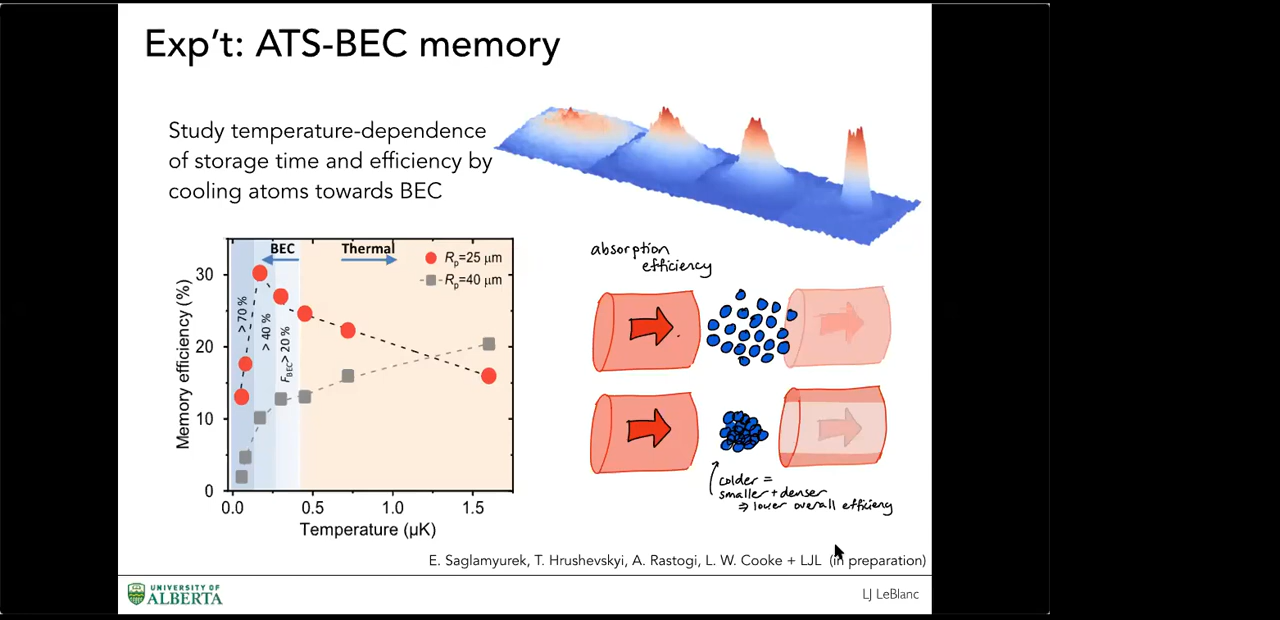 Exp't: ATS-BEC memory
Study temperature-dependence
of storage time and efficiency by
cooling atoms towards BEC
BEC
Thermal
Rp=25 μm
Rp=40 μm
> 70 %
> 40 %
FBEC> 20 %
Memory efficiency (%)
30
20
10
0
0.0 0.5 1.0 1.5
Temperature (μK)
absorption
efficiency
colder =
smaller + denser
⇒ lower overall efficiency
E. Saglamyurek, T. Hrushevskyi, A. Rastogi, L. W. Cooke + LJL (in preparation)
UNIVERSITY OF
ALBERTA
LJ LeBlanc